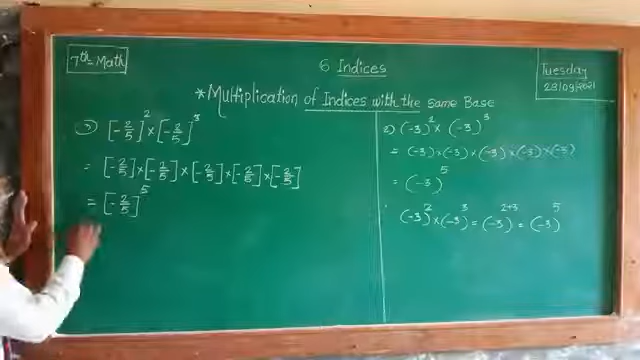 7th Math
6 Indices
Tuesday
28/09/2021
*Multiplication of Indices with the same Base
3) [-2/5]² × [-2/5]³
= [-2/5] × [-2/5] × [-2/5] × [-2/5] × [-2/5]
= [-2/5]⁵
2) (-3)² × (-3)³
= (-3) × (-3) × (-3) × (-3) × (-3)
= (-3)⁵
(-3)² × (-3)³ = (-3)²⁺³ = (-3)⁵